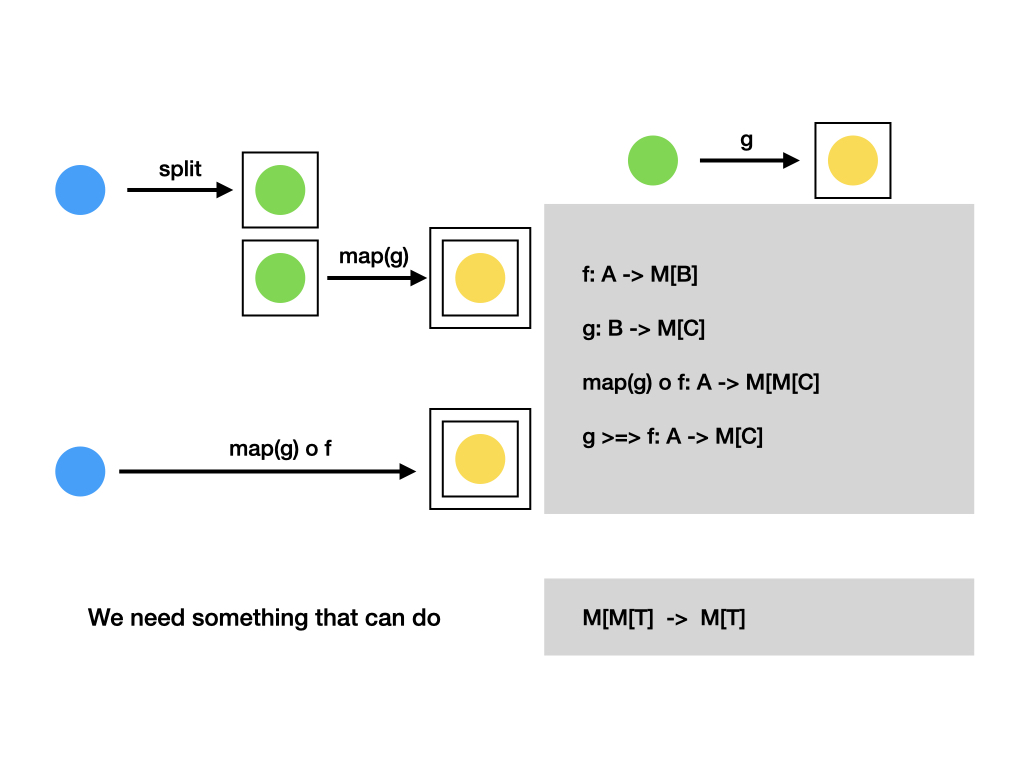 g
split
map(g)
f: A -> M[B]
g: B -> M[C]
map(g) o f: A -> M[M[C]
g >=> f: A -> M[C]
map(g) o f
We need something that can do
M[M[T] -> M[T]